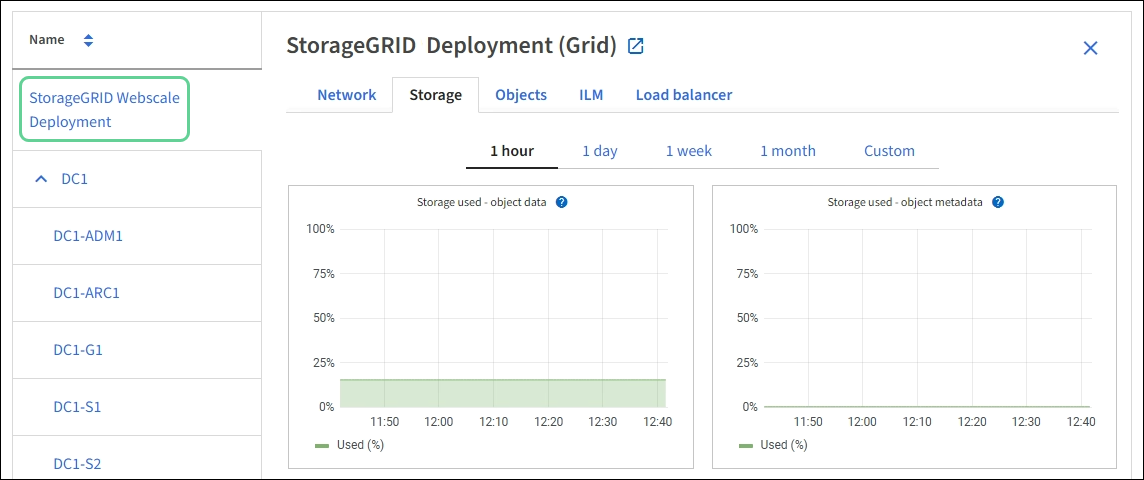 Name
StorageGRID Webscale
Deployment
DC1
DC1-ADM1
DC1-ARC1
DC1-G1
DC1-S1
DC1-S2
StorageGRID Deployment (Grid)
Network Storage Objects ILM Load balancer
1 hour 1 day 1 week 1 month Custom
Storage used - object data ?
100%
75%
50%
25%
0%
11:50 12:00 12:10 12:20 12:30 12:40
Used (%)
Storage used - object metadata ?
100%
75%
50%
25%
0%
11:50 12:00 12:10 12:20 12:30 12:40
Used (%)